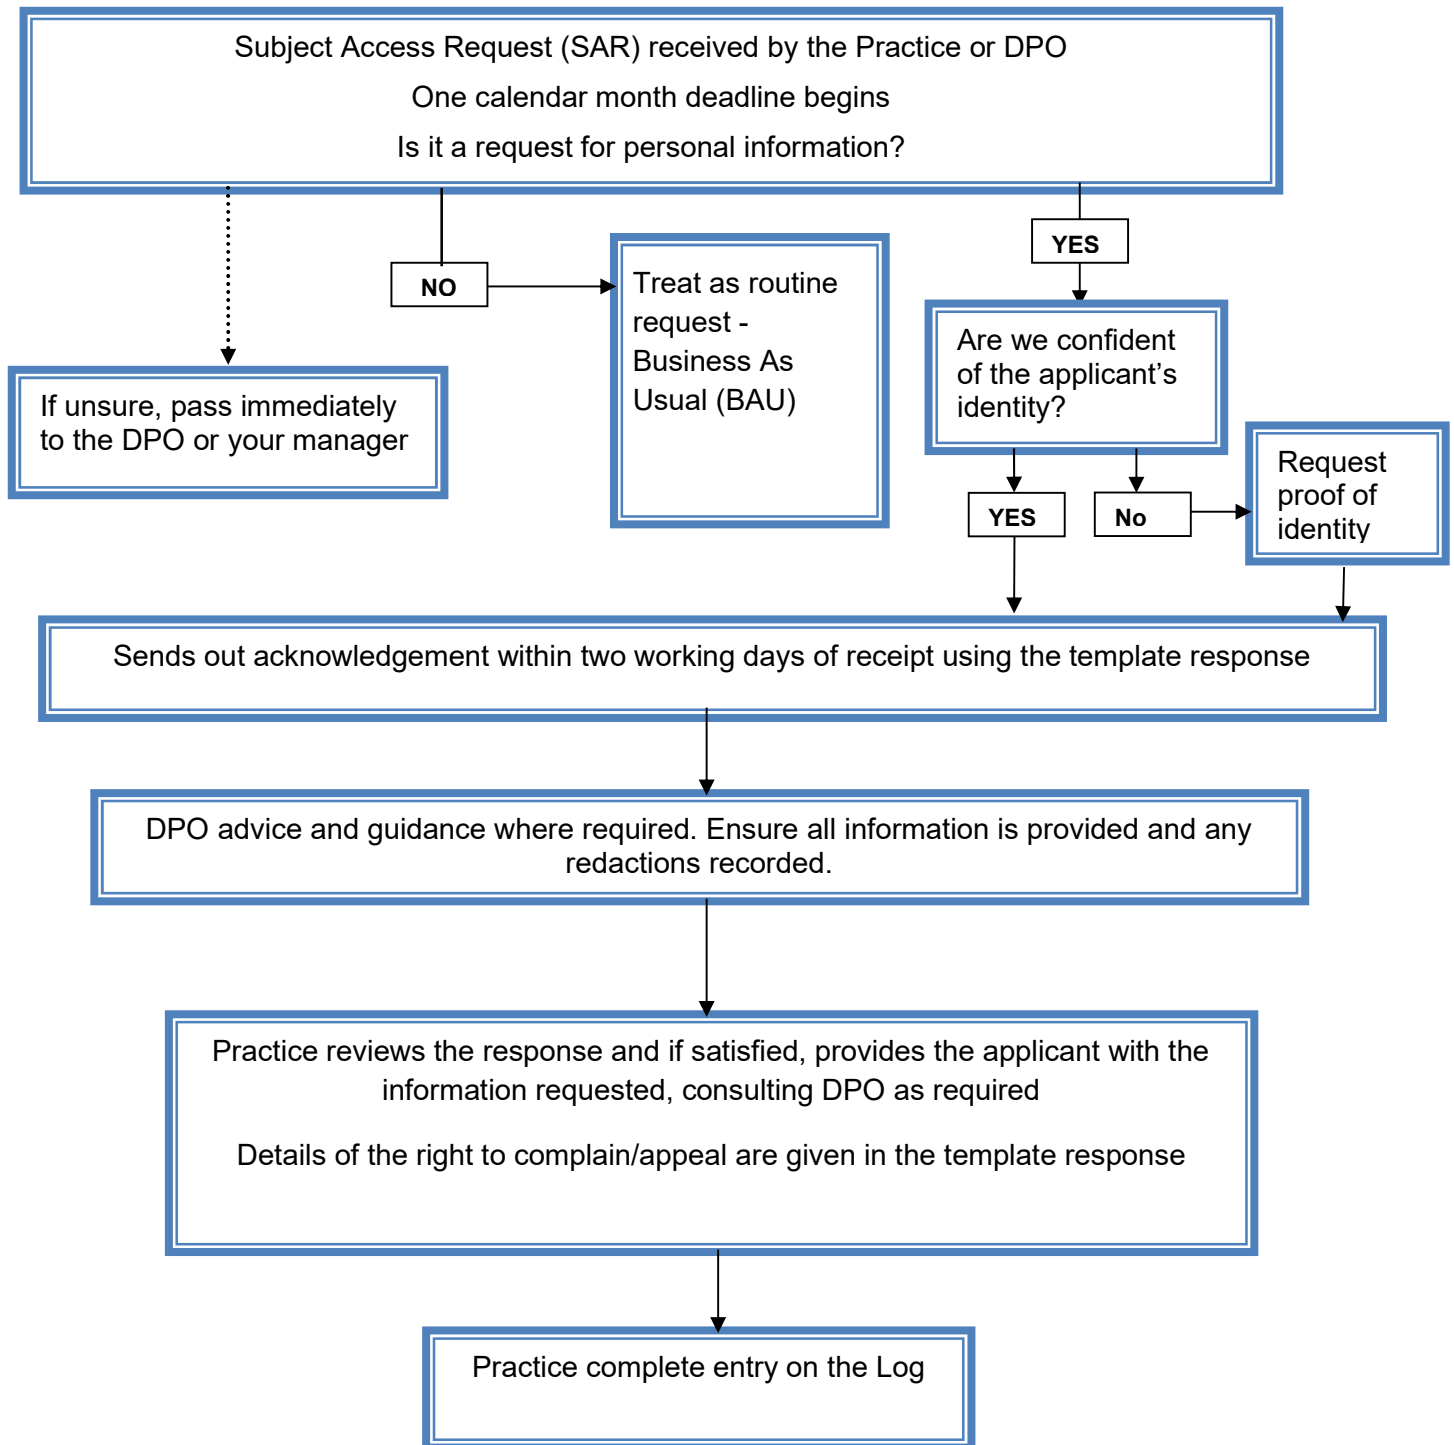 Subject Access Request (SAR) received by the Practice or DPO
One calendar month deadline begins
Is it a request for personal information?
YES
NO
Treat as routine
request -
Business As
Usual (BAU)
Are we confident
of the applicant’s
identity?
If unsure, pass immediately
to the DPO or your manager
Request
proof of
identity
YES
No
Sends out acknowledgement within two working days of receipt using the template response
DPO advice and guidance where required. Ensure all information is provided and any
redactions recorded.
Practice reviews the response and if satisfied, provides the applicant with the
information requested, consulting DPO as required
Details of the right to complain/appeal are given in the template response
Practice complete entry on the Log